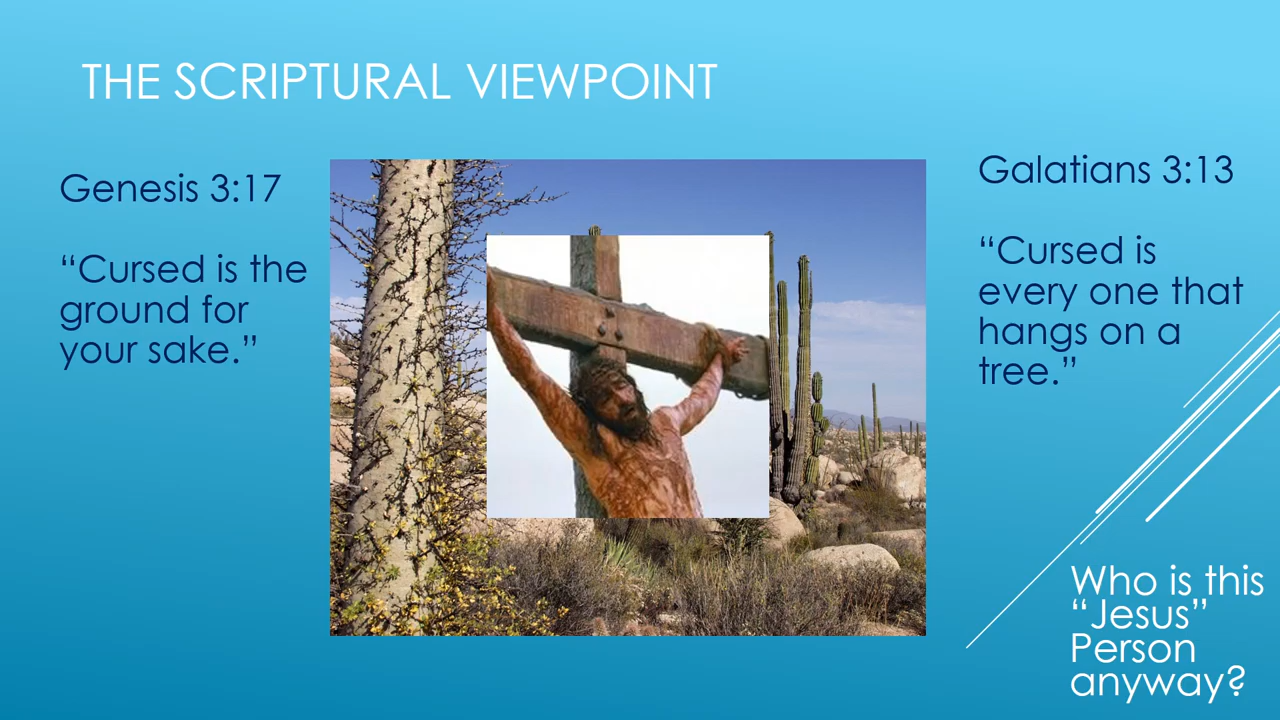 THE SCRIPTURAL VIEWPOINT
Genesis 3:17
“Cursed is the
ground for
your sake.”
Galatians 3:13
“Cursed is
every one that
hangs on a
tree.”
Who is this
“Jesus”
Person
anyway?